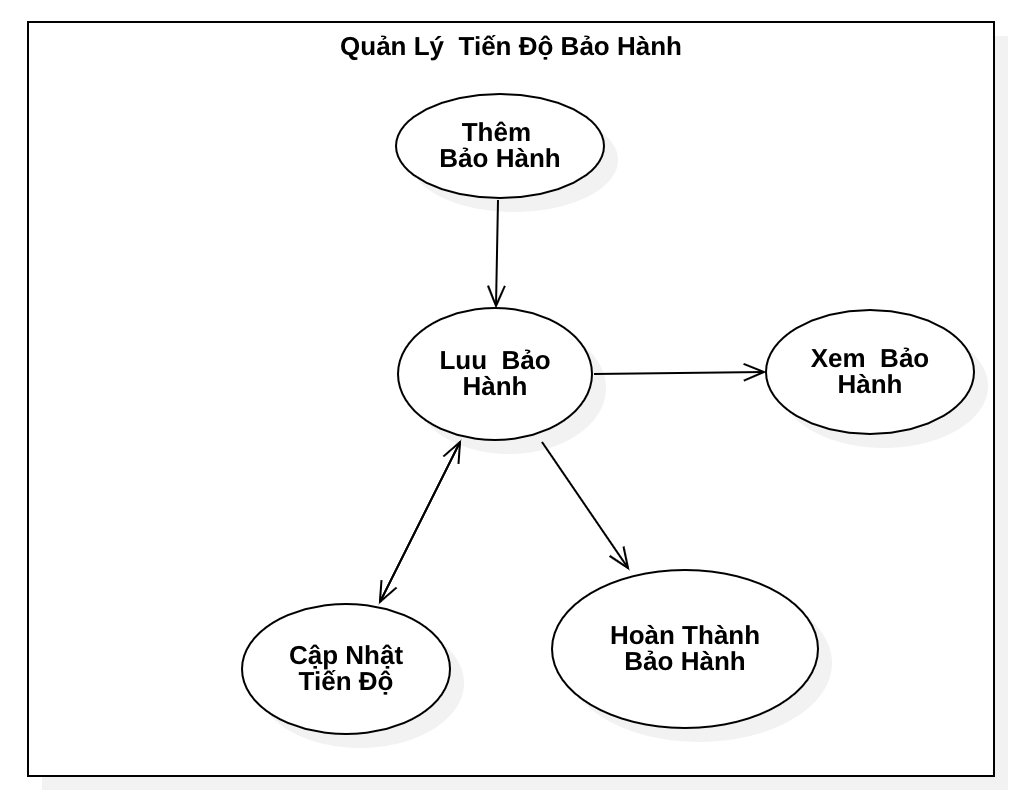 Quản Lý  Tiến Độ Bảo Hành
Thêm
Bảo Hành
Luu  Bảo
Hành
Xem  Bảo
Hành
Cập Nhật
Tiến Độ
Hoàn Thành
Bảo Hành